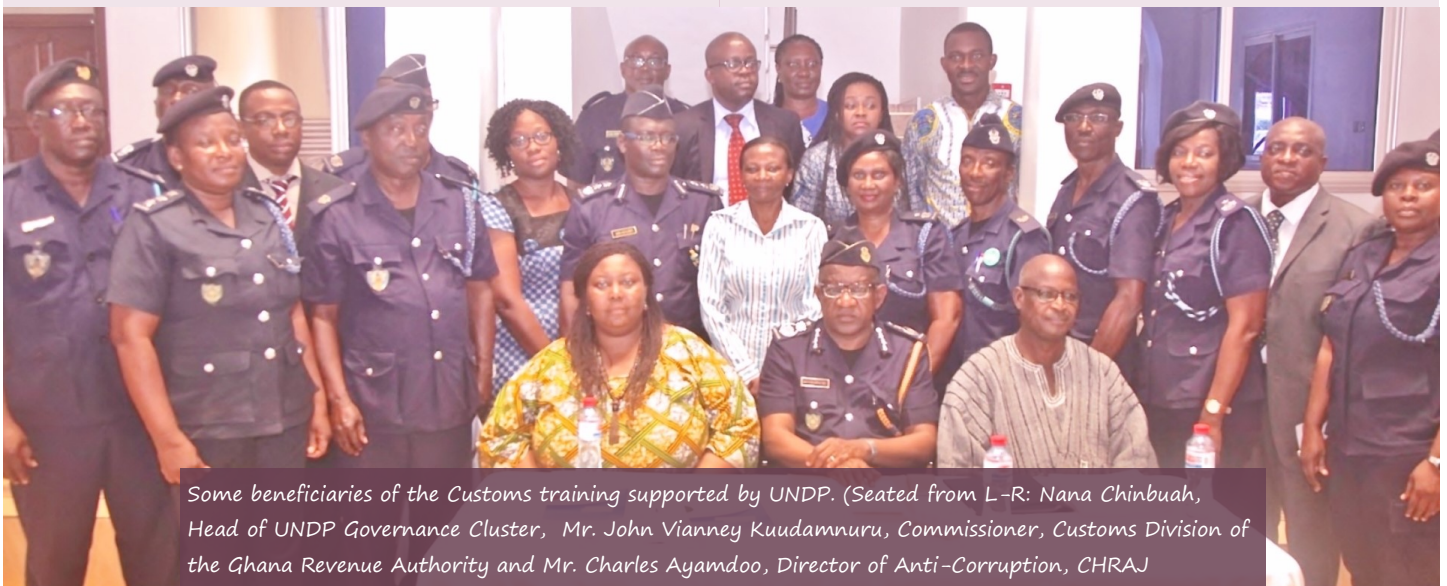 Some beneficiaries of the Customs training supported by UNDP. (Seated from L-R: Nana Chinbuah,
Head of UNDP Governance Cluster, Mr. John Vianney Kuudamnuru, Commissioner, Customs Division of
the Ghana Revenue Authority and Mr. Charles Ayamdoo, Director of Anti-Corruption, CHRAJ